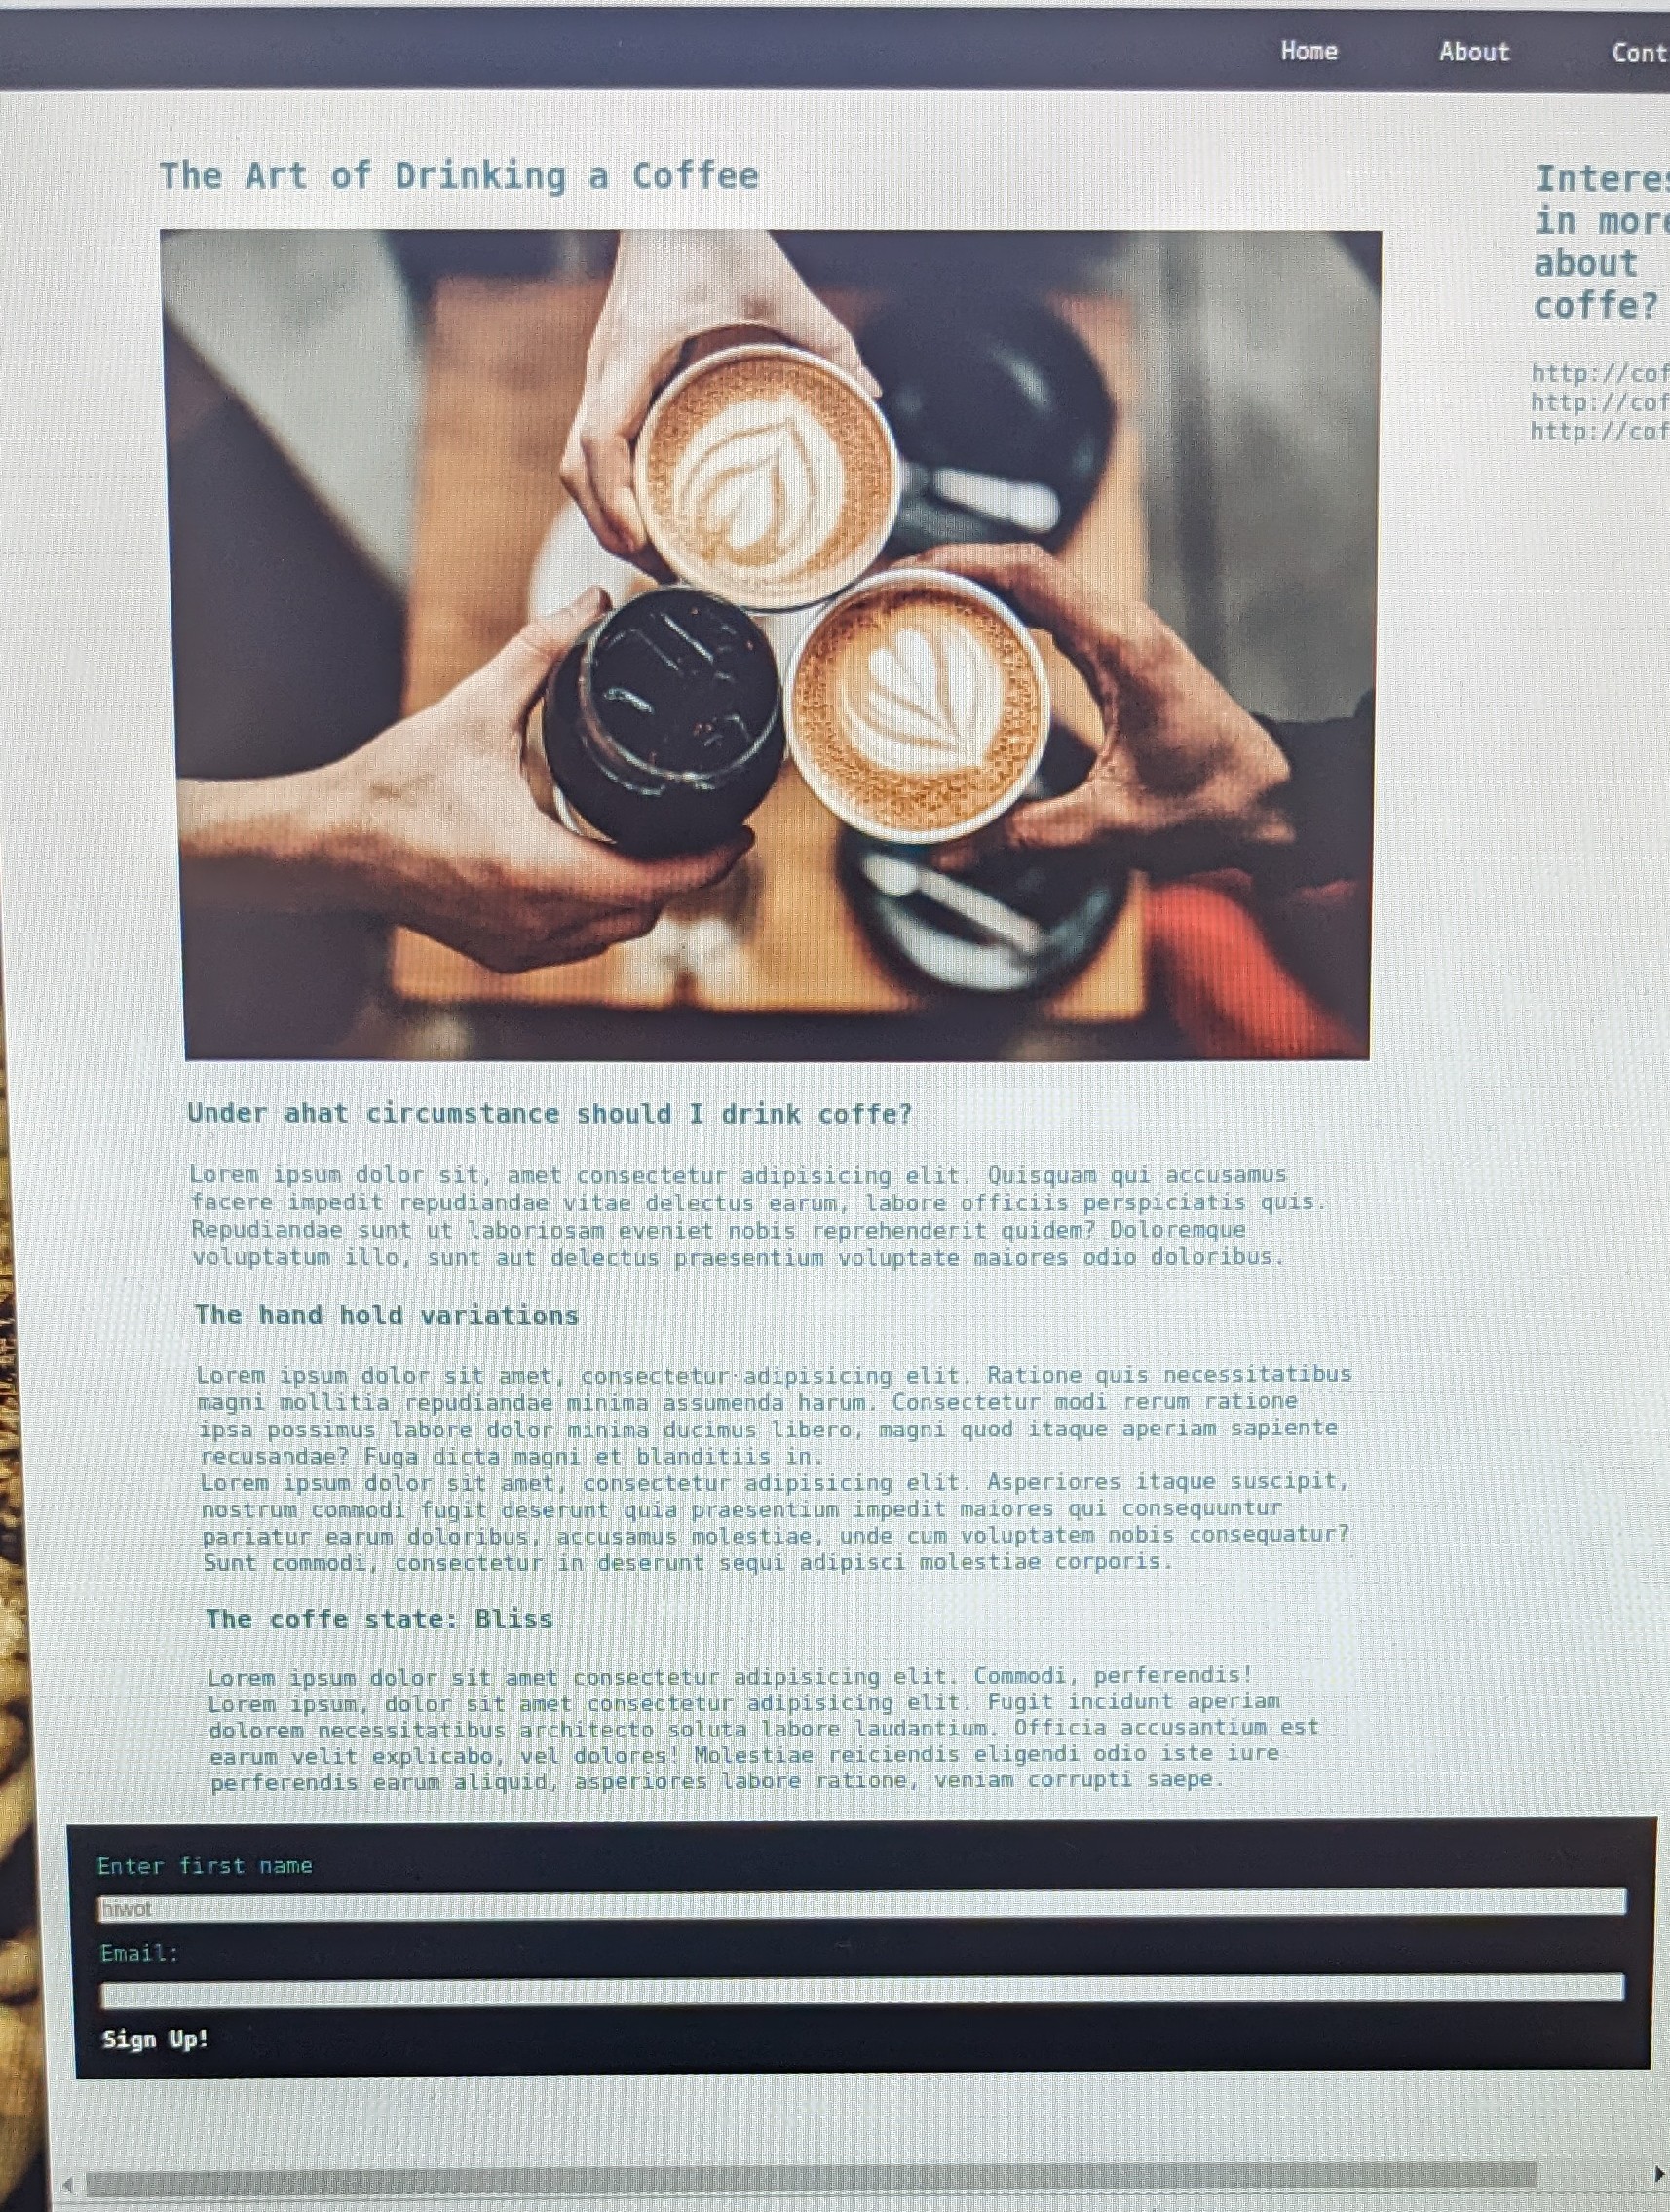 Home About Cont
The Art of Drinking a Coffee
Under ahat circumstance should I drink coffe?
Lorem ipsum dolor sit, amet consectetur adipisicing elit. Quisquam qui accusamus
facere impedit repudiandae vitae delectus earum, labore officiis perspiciatis quis.
Repudiandae sunt ut laboriosam eveniet nobis reprehenderit quidem? Doloremque
voluptatum illo, sunt aut delectus praesentium voluptate maiores odio doloribus.
The hand hold variations
Lorem ipsum dolor sit amet, consectetur adipisicing elit. Ratione quis necessitatibus
magni mollitia repudiandae minima assumenda harum. Consectetur modi rerum ratione
ipsa possimus labore dolor minima ducimus libero, magni quod itaque aperiam sapiente
recusandae? Fuga dicta magni et blanditiis in.
Lorem ipsum dolor sit amet, consectetur adipisicing elit. Asperiores itaque suscipit,
nostrum commodi fugit deserunt quia praesentium impedit maiores qui consequuntur
pariatur earum doloribus, accusamus molestiae, unde cum voluptatem nobis consequatur?
Sunt commodi, consectetur in deserunt sequi adipisci molestiae corporis.
The coffe state: Bliss
Lorem ipsum dolor sit amet consectetur adipisicing elit. Commodi, perferendis!
Lorem ipsum, dolor sit amet consectetur adipisicing elit. Fugit incidunt aperiam
dolorem necessitatibus architecto soluta labore laudantium. Officia accusantium est
earum velit explicabo, vel dolores! Molestiae reiciendis eligendi odio iste iure
perferendis earum aliquid, asperiores labore ratione, veniam corrupti saepe.
Interes
in more
about
coffe?
http://cof
http://cof
http://cof
Enter first name
hiwot
Email:
Sign Up!